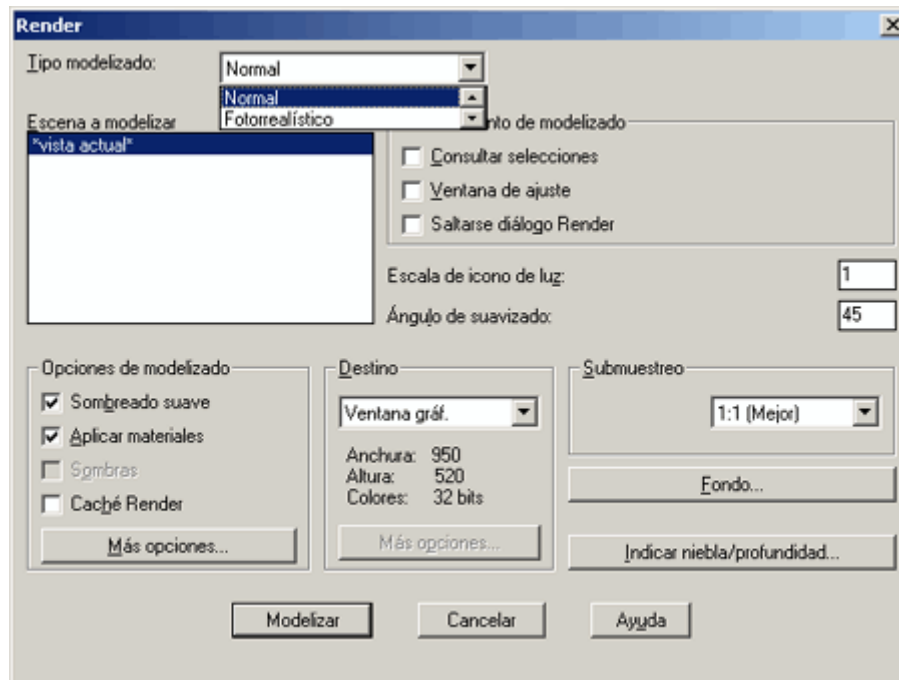 Render
Tipo modelizado:
Normal
Normal
Fotorrealístico
Escena a modelizar
*vista actual*
nto de modelizado
Consultar selecciones
Ventana de ajuste
Saltarse diálogo Render
Escala de icono de luz:
1
Ángulo de suavizado:
45
Opciones de modelizado
Sombreado suave
Aplicar materiales
Sombras
Caché Render
Más opciones...
Destino
Ventana gráf.
Anchura: 950
Altura: 520
Colores: 32 bits
Más opciones...
Submuestreo
1:1 (Mejor)
Fondo...
Indicar niebla/profundidad...
Modelizar
Cancelar
Ayuda